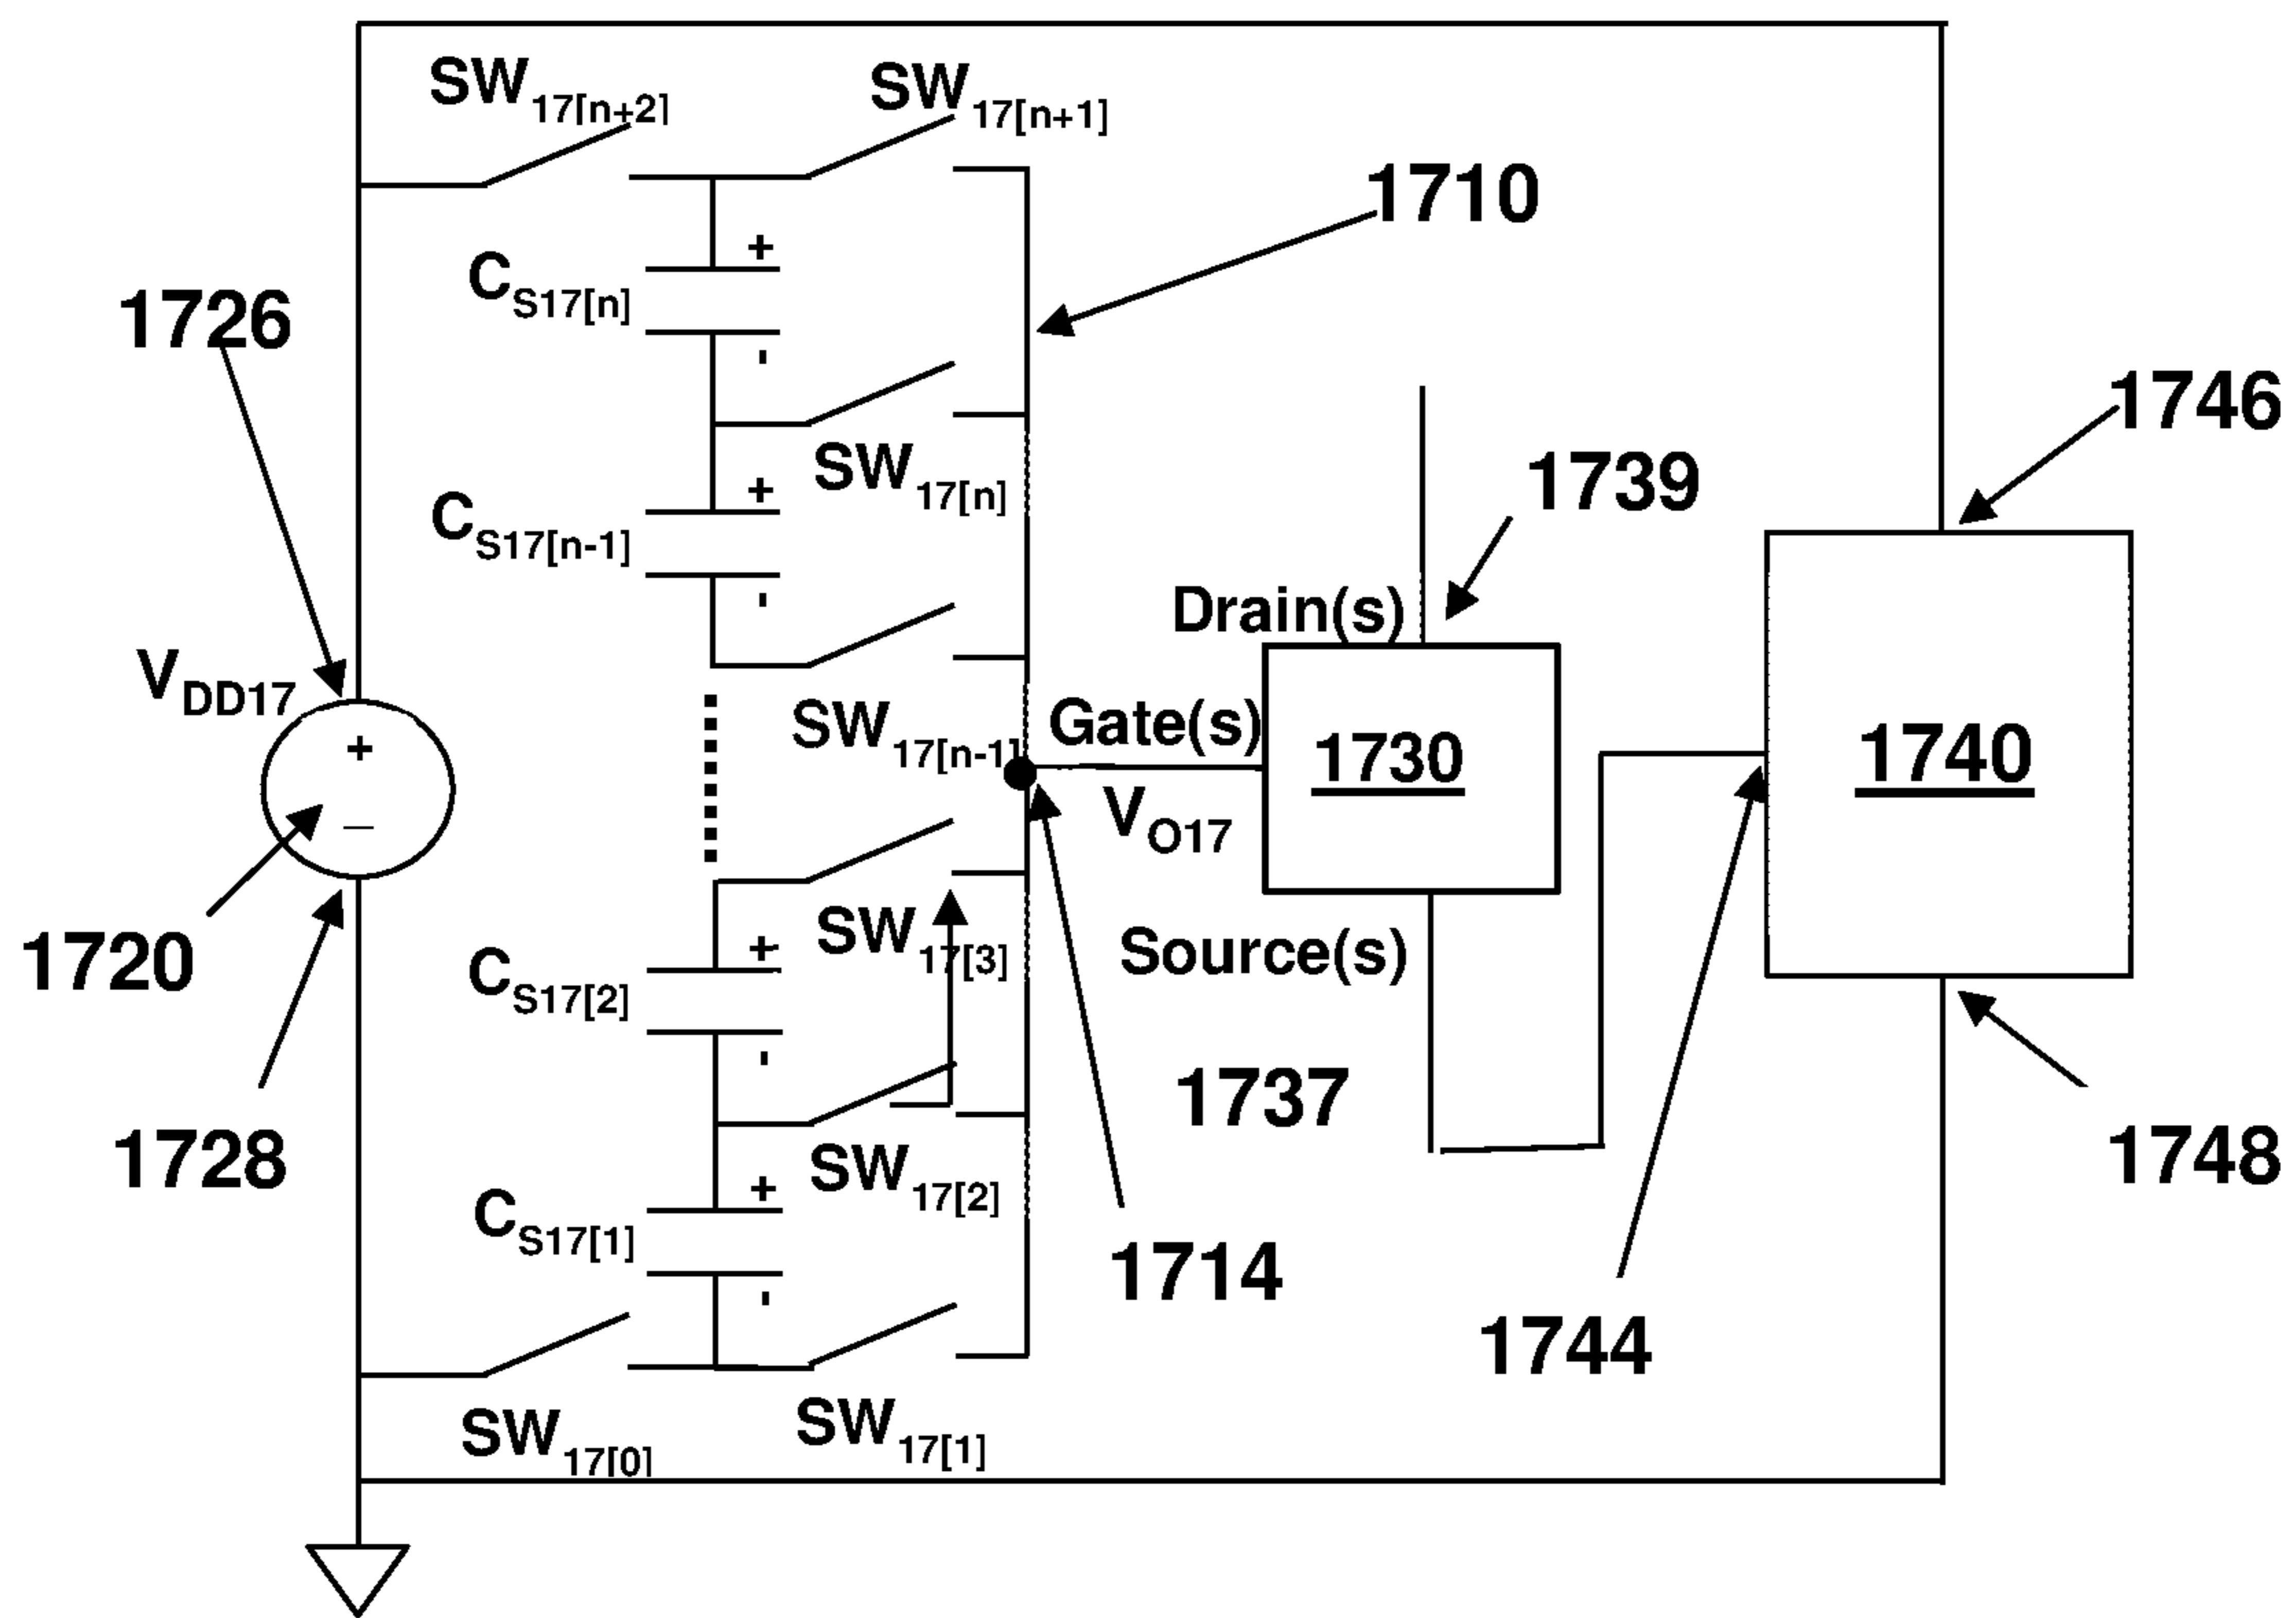 SW17[n+2]
SW17[n+1]
1710
+
CS17[n]
-
1726
1746
SW17[n]
1739
+
CS17[n-1]
-
Drain(s)
VDD17
SW17[n-1]
Gate(s)
1730
1740
+
–
VO17
1720
SW17[3]
Source(s)
+
CS17[2]
-
1737
1728
SW17[2]
1748
+
CS17[1]
-
1714
1744
SW17[0]
SW17[1]